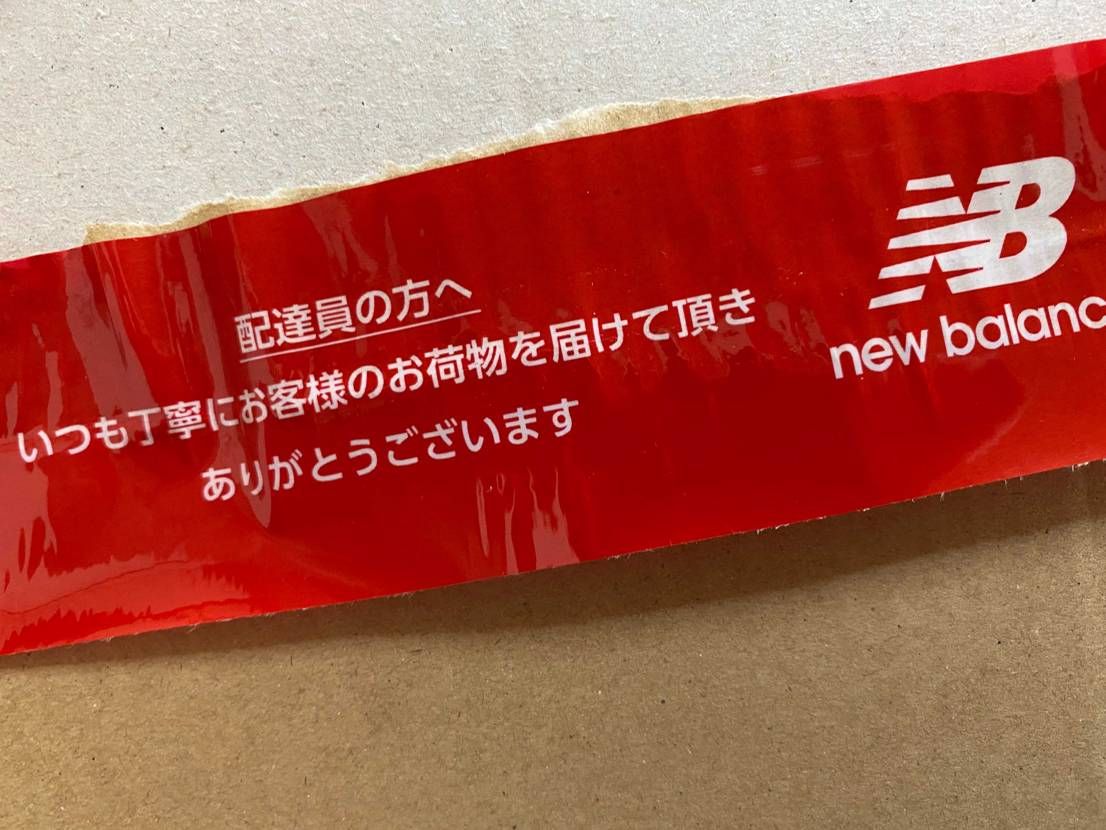 配達員の方へ
いつも丁寧にお客様のお荷物を届けて頂き
ありがとうございます
NB
new balanc